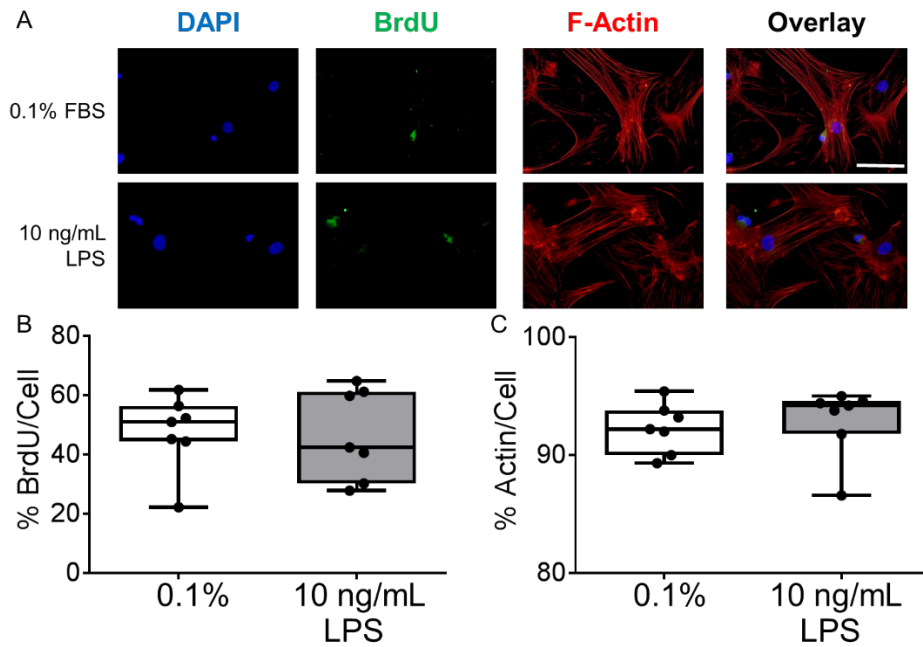 A
DAPI BrdU F-Actin Overlay
0.1% FBS
10 ng/mL
LPS
B
80
60
40
20
0
% BrdU/Cell
0.1% 10 ng/mL
LPS
C
100
90
80
% Actin/Cell
0.1% 10 ng/mL
LPS